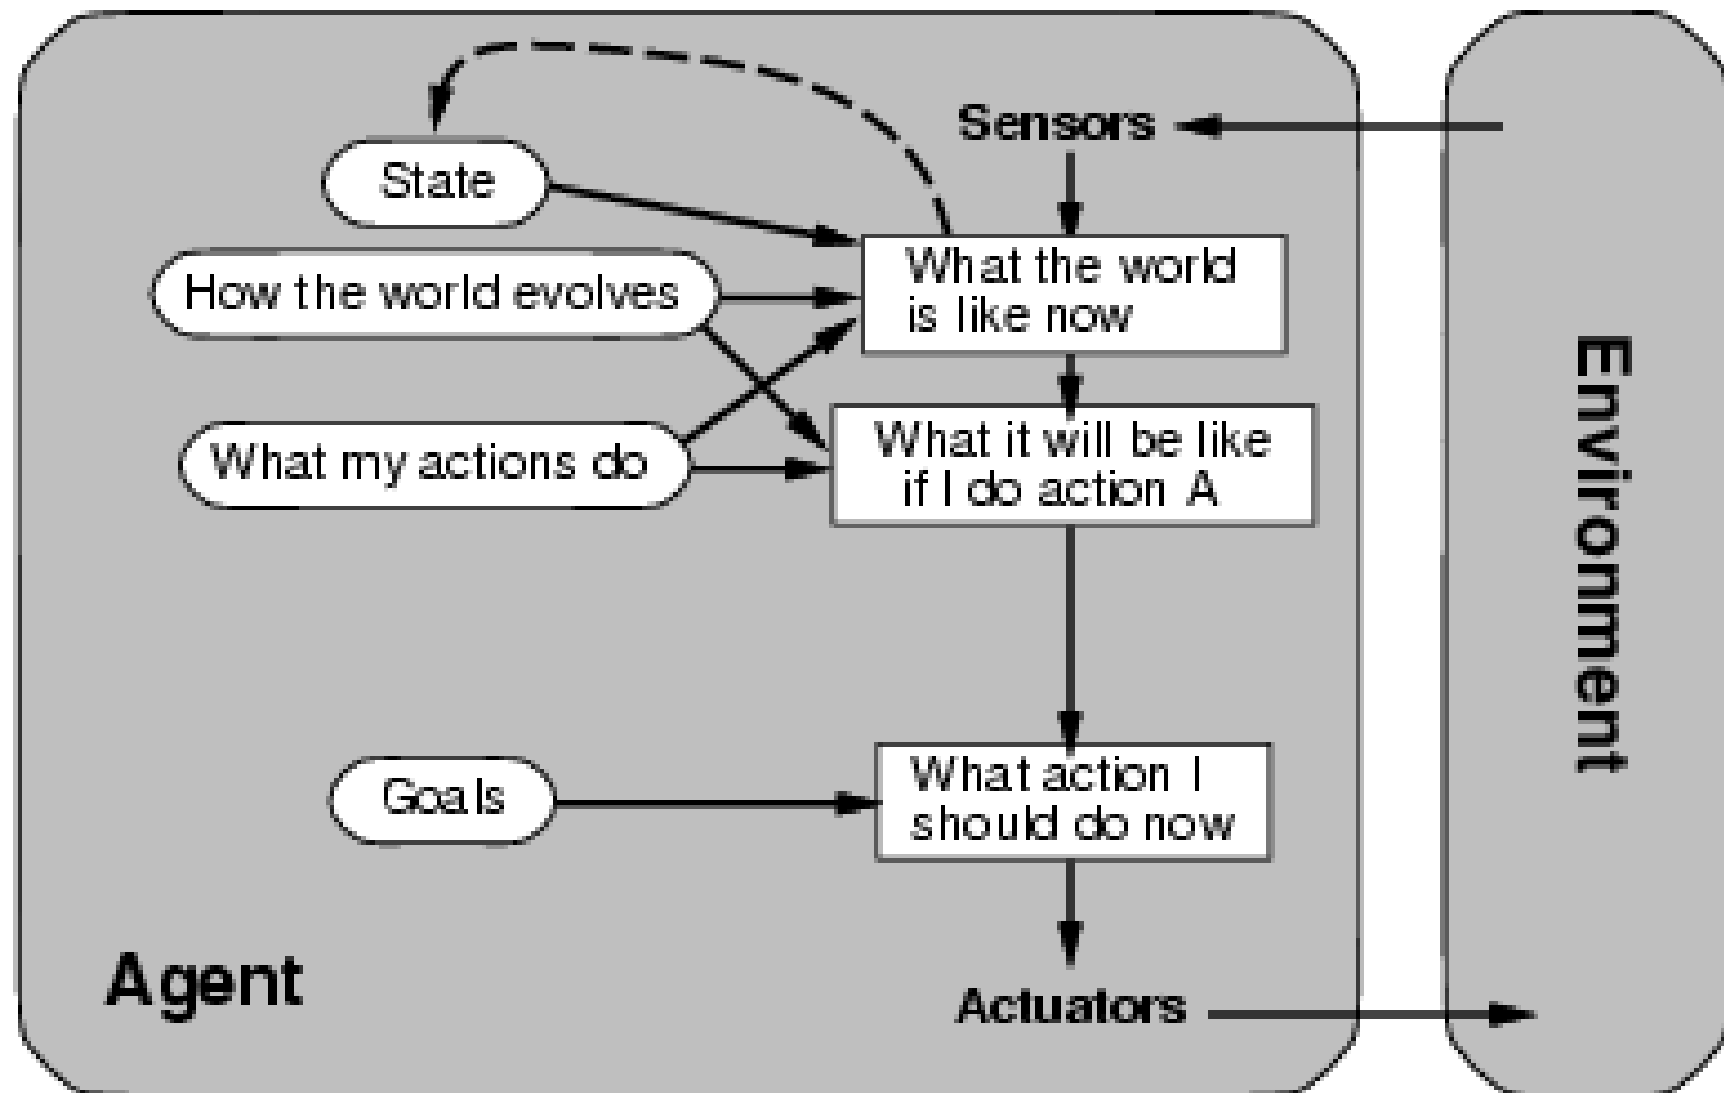 Sensors
State
What the world
is like now
How the world evolves
What it will be like
if I do action A
What my actions do
Environment
What action I
should do now
Goals
Agent
Actuators